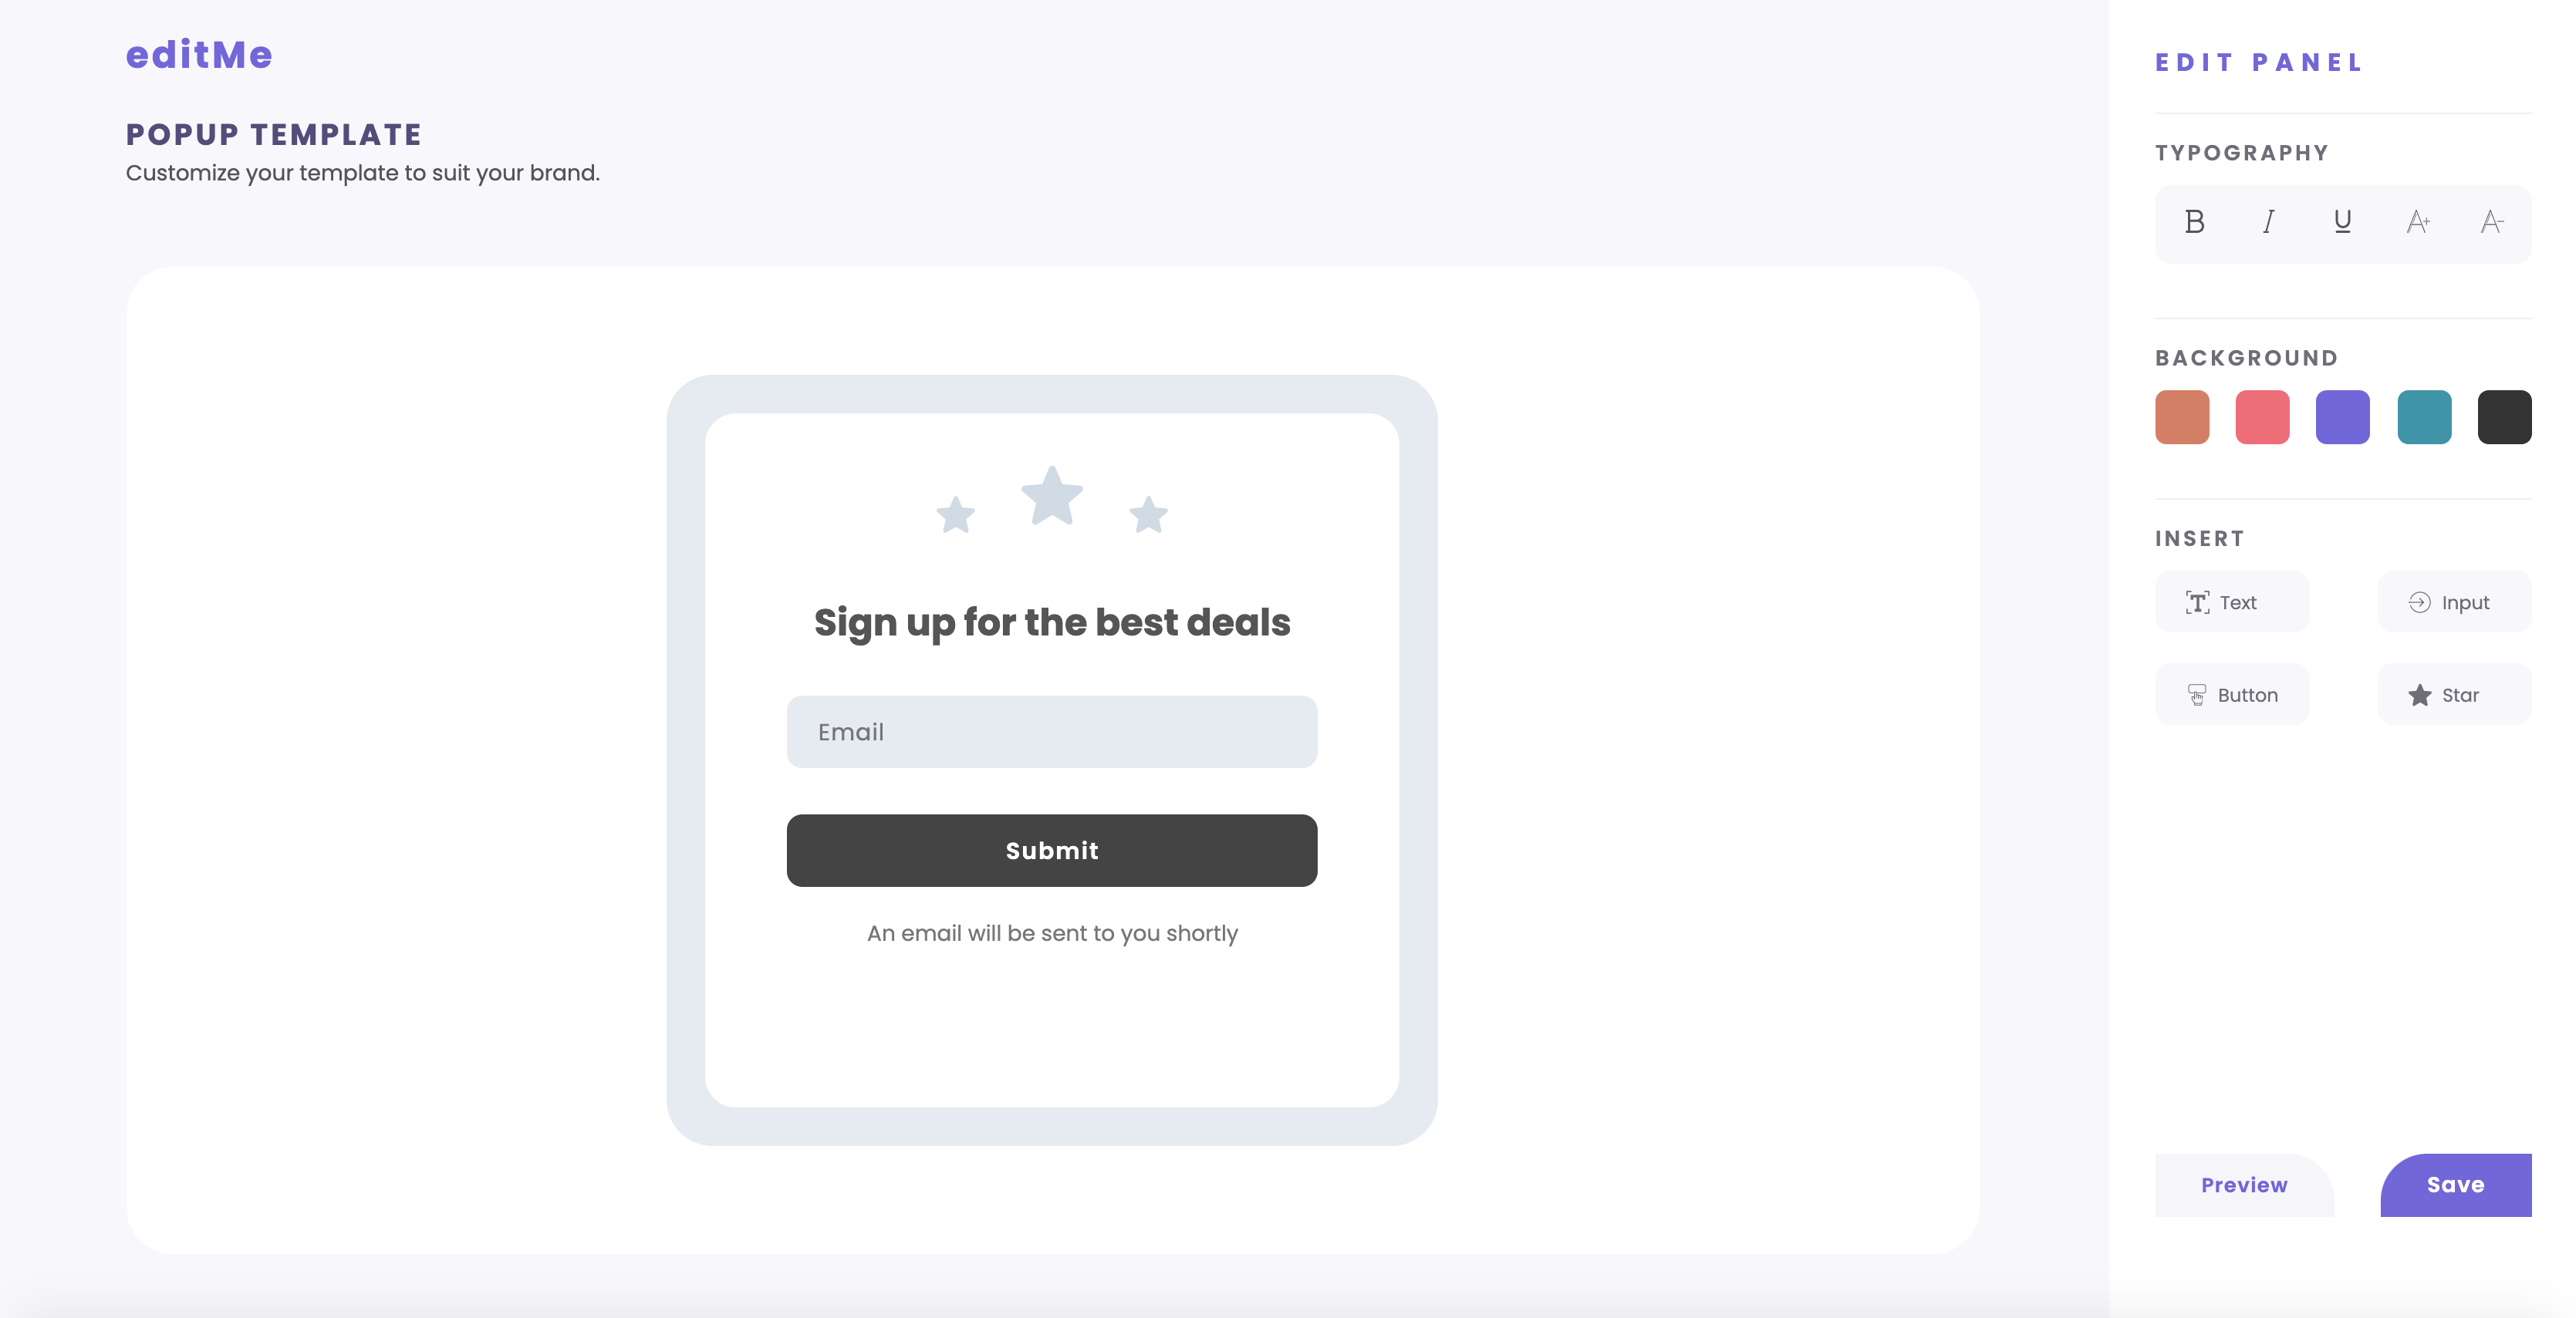 editMe
POPUP TEMPLATE
Customize your template to suit your brand.
Sign up for the best deals
Email
Submit
An email will be sent to you shortly
EDIT PANEL
TYPOGRAPHY
B I U A+ A-
BACKGROUND
INSERT
Text Input
Button Star
Preview Save